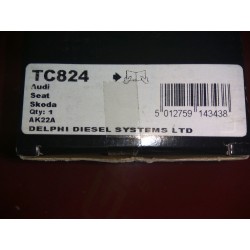 TC824
Audi
Seat
Skoda
Qty: 1
AK22A
DELPHI DIESEL SYSTEMS LTD
5 012759 143438